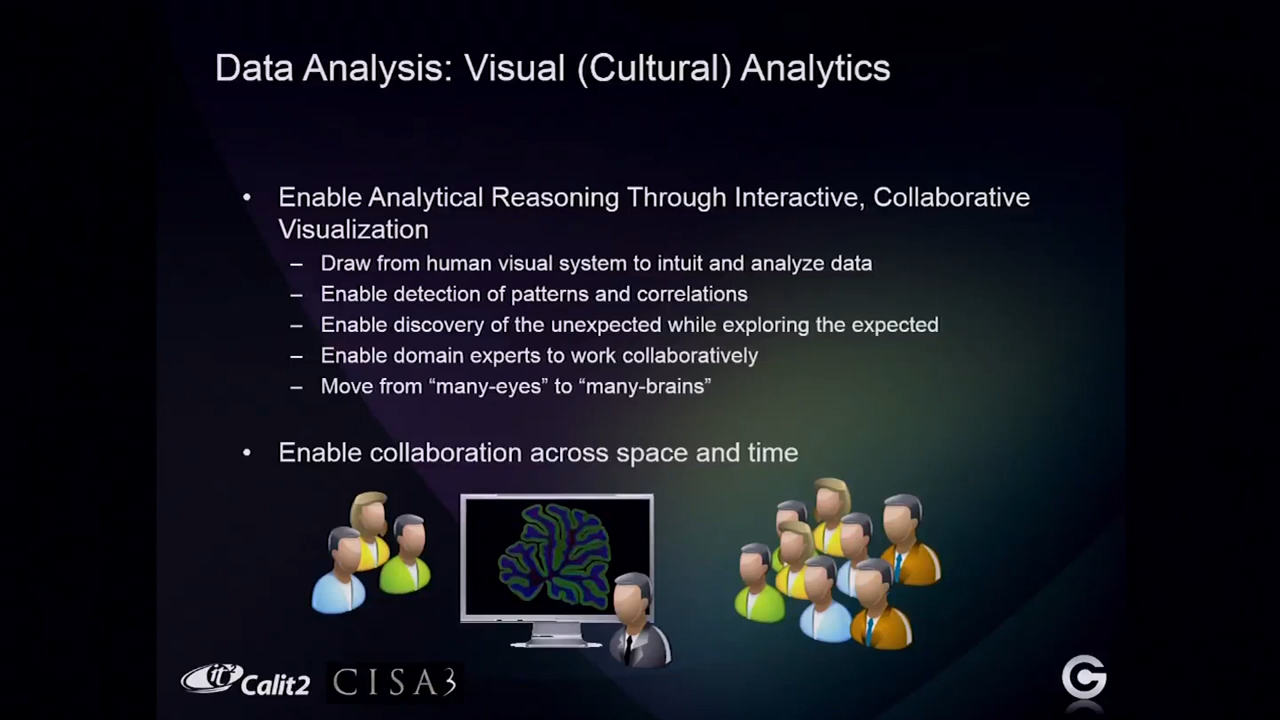 Data Analysis: Visual (Cultural) Analytics
• Enable Analytical Reasoning Through Interactive, Collaborative
Visualization
– Draw from human visual system to intuit and analyze data
– Enable detection of patterns and correlations
– Enable discovery of the unexpected while exploring the expected
– Enable domain experts to work collaboratively
– Move from “many-eyes” to “many-brains”
• Enable collaboration across space and time
it2 Calit2 CISA3
G